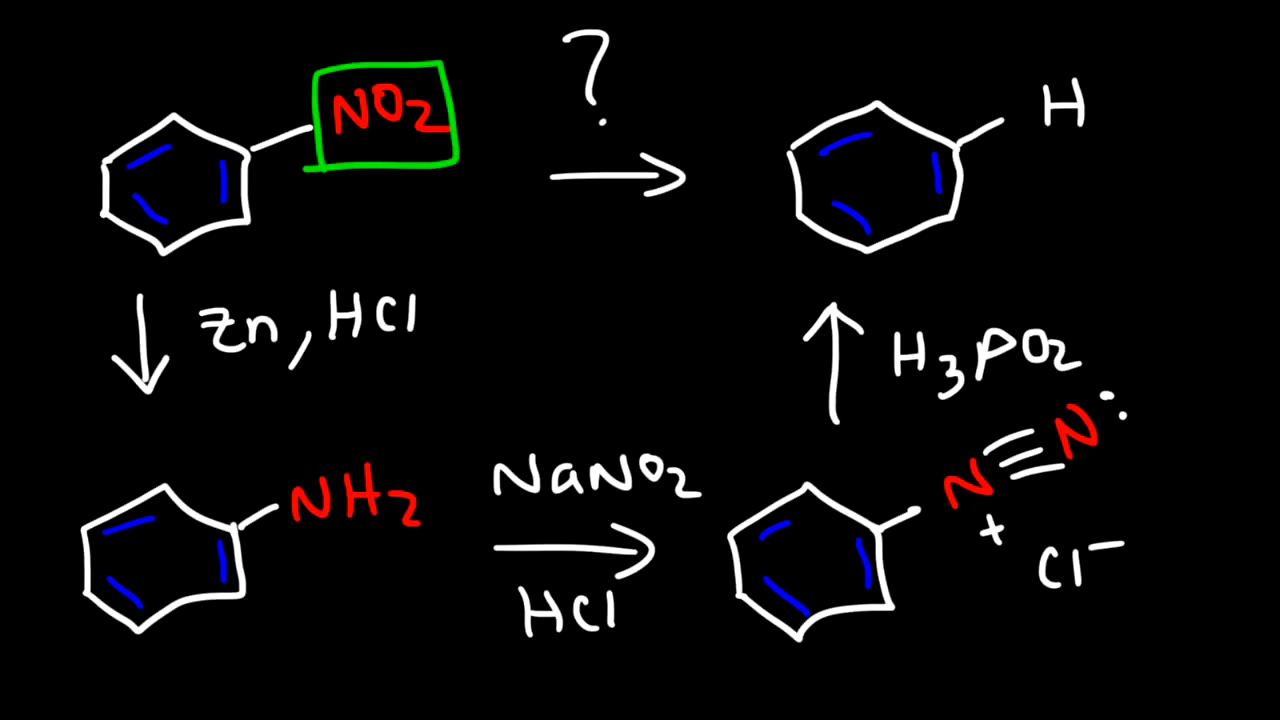 ?
NO2
H
Zn, HCl
H3PO2
NH2
NaNO2
HCl
N≡N:
+
Cl−